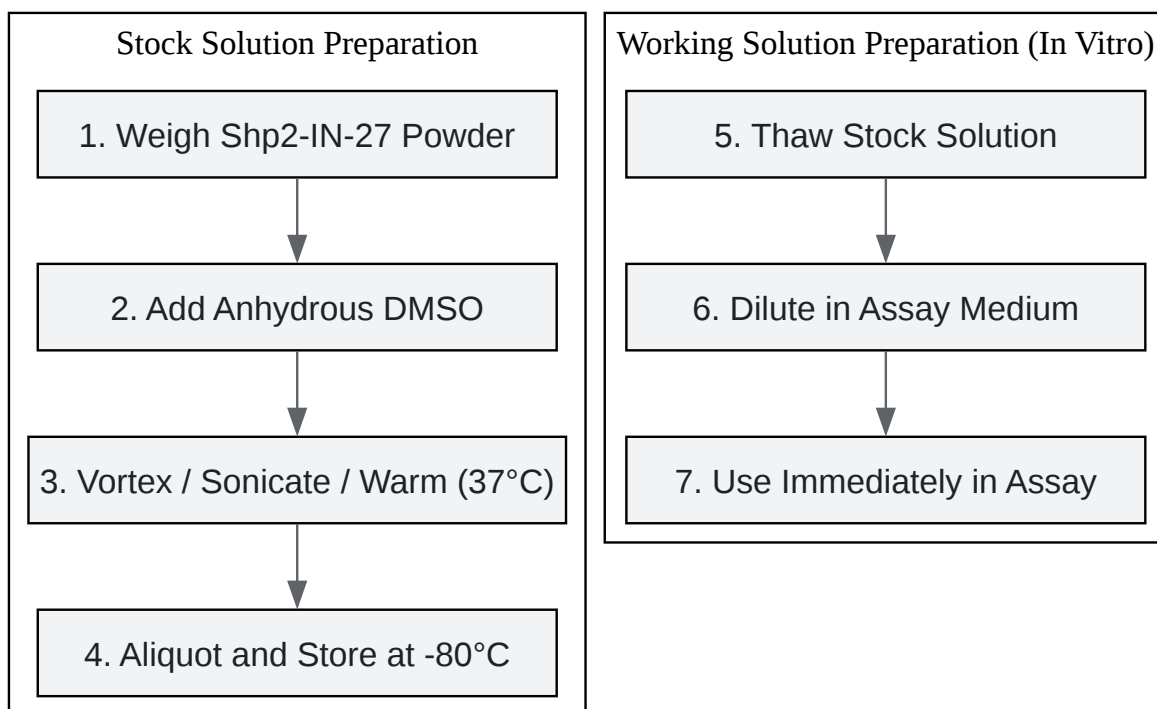 Stock Solution Preparation
1. Weigh Shp2-IN-27 Powder
2. Add Anhydrous DMSO
3. Vortex / Sonicate / Warm (37°C)
4. Aliquot and Store at -80°C
Working Solution Preparation (In Vitro)
5. Thaw Stock Solution
6. Dilute in Assay Medium
7. Use Immediately in Assay